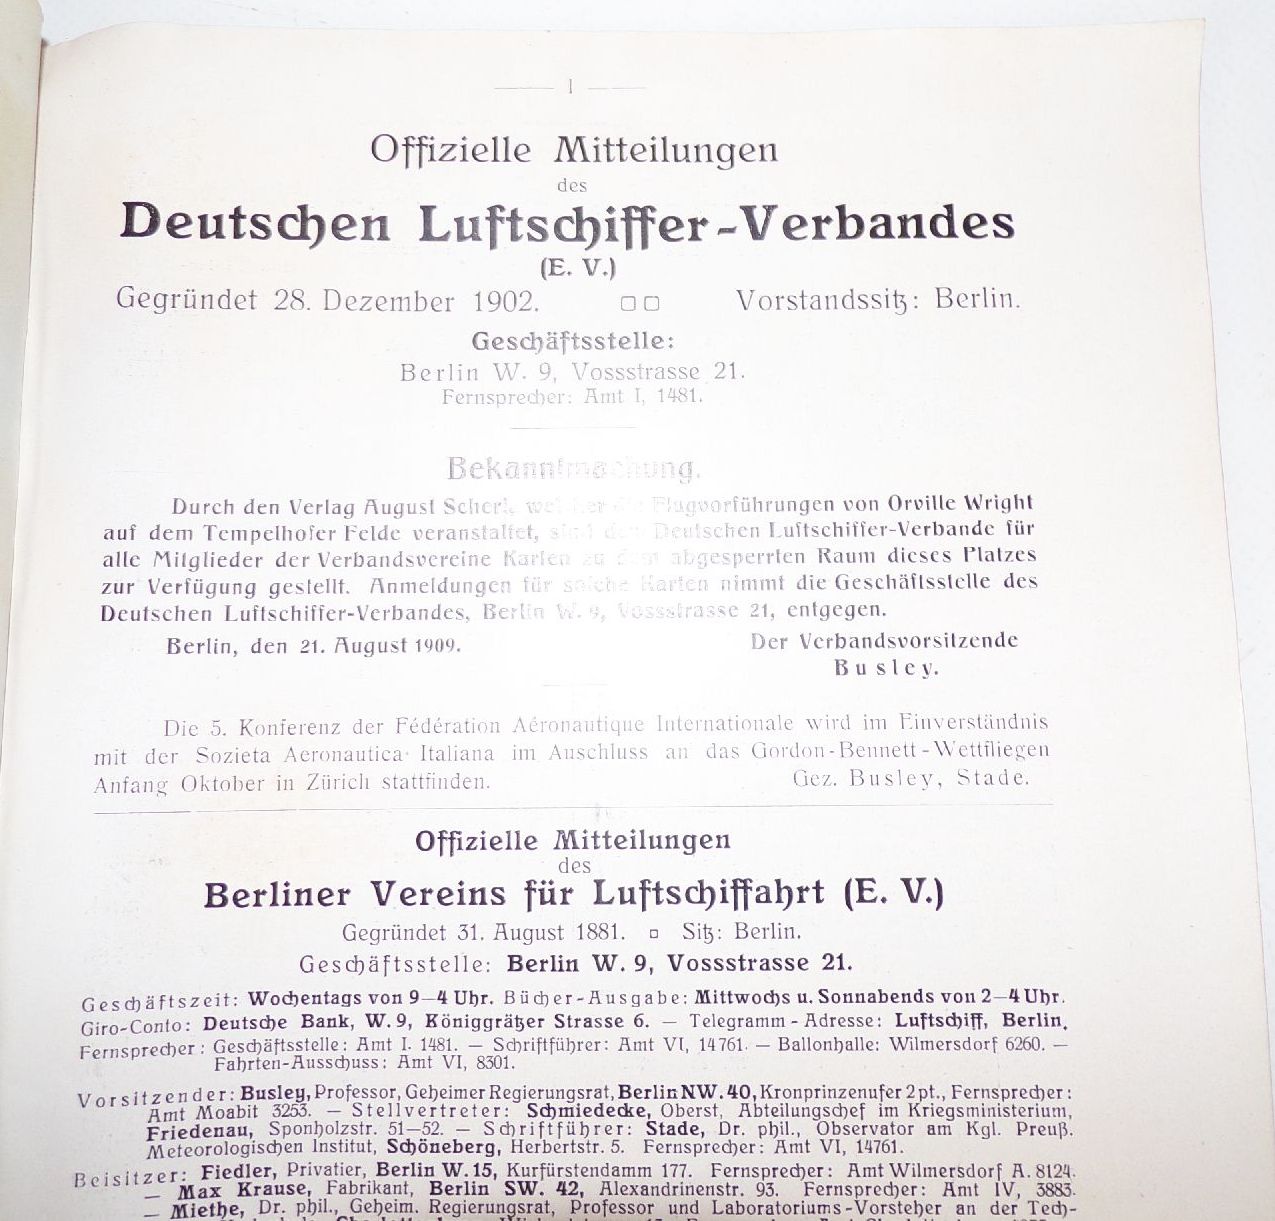 — 1 —
Offizielle Mitteilungen
des
Deutschen Luftschiffer-Verbandes
(E. V.)
Gegründet 28. Dezember 1902. □□ Vorstandssitz: Berlin.
Geschäftsstelle:
Berlin W. 9, Vossstrasse 21.
Fernsprecher: Amt I, 1481.
Bekanntmachung.
Durch den Verlag August Scherl, welcher die Flugvorführungen von Orville Wright
auf dem Tempelhofer Felde veranstaltet, sind dem Deutschen Luftschiffer-Verbande für
alle Mitglieder der Verbandsvereine Karten zu dem abgesperrten Raum dieses Platzes
zur Verfügung gestellt. Anmeldungen für solche Karten nimmt die Geschäftsstelle des
Deutschen Luftschiffer-Verbandes, Berlin W. 9, Vossstrasse 21, entgegen.
Berlin, den 21. August 1909. Der Verbandsvorsitzende
Busley.
Die 5. Konferenz der Fédération Aéronautique Internationale wird im Einverständnis
mit der Sozieta Aeronautica Italiana im Anschluss an das Gordon-Bennett-Wettfliegen
Anfang Oktober in Zürich stattfinden. Gez. Busley, Stade.
Offizielle Mitteilungen
des
Berliner Vereins für Luftschiffahrt (E. V.)
Gegründet 31. August 1881. □ Sitz: Berlin.
Geschäftsstelle: Berlin W. 9, Vossstrasse 21.
Geschäftszeit: Wochentags von 9—4 Uhr. Bücher-Ausgabe: Mittwochs u. Sonnabends von 2—4 Uhr.
Giro-Conto: Deutsche Bank, W. 9, Königgrätzer Strasse 6. — Telegramm-Adresse: Luftschiff, Berlin.
Fernsprecher: Geschäftsstelle: Amt I. 1481. — Schriftführer: Amt VI, 14761. — Ballonhalle: Wilmersdorf 6260. —
Fahrten-Ausschuss: Amt VI, 8301.
Vorsitzender: Busley, Professor, Geheimer Regierungsrat, Berlin NW. 40, Kronprinzenufer 2 pt., Fernsprecher:
Amt Moabit 3253. — Stellvertreter: Schmiedecke, Oberst, Abteilungschef im Kriegsministerium,
Friedenau, Sponholzstr. 51—52. — Schriftführer: Stade, Dr. phil., Observator am Kgl. Preuß.
Meteorologischen Institut, Schöneberg, Herbertstr. 5. Fernsprecher: Amt VI, 14761.
Beisitzer: Fiedler, Privatier, Berlin W. 15, Kurfürstendamm 177. Fernsprecher: Amt Wilmersdorf A. 8124.
— Max Krause, Fabrikant, Berlin SW. 42, Alexandrinenstr. 93. Fernsprecher: Amt IV, 3883.
— Miethe, Dr. phil., Geheim. Regierungsrat, Professor und Laboratoriums-Vorsteher an der Tech-